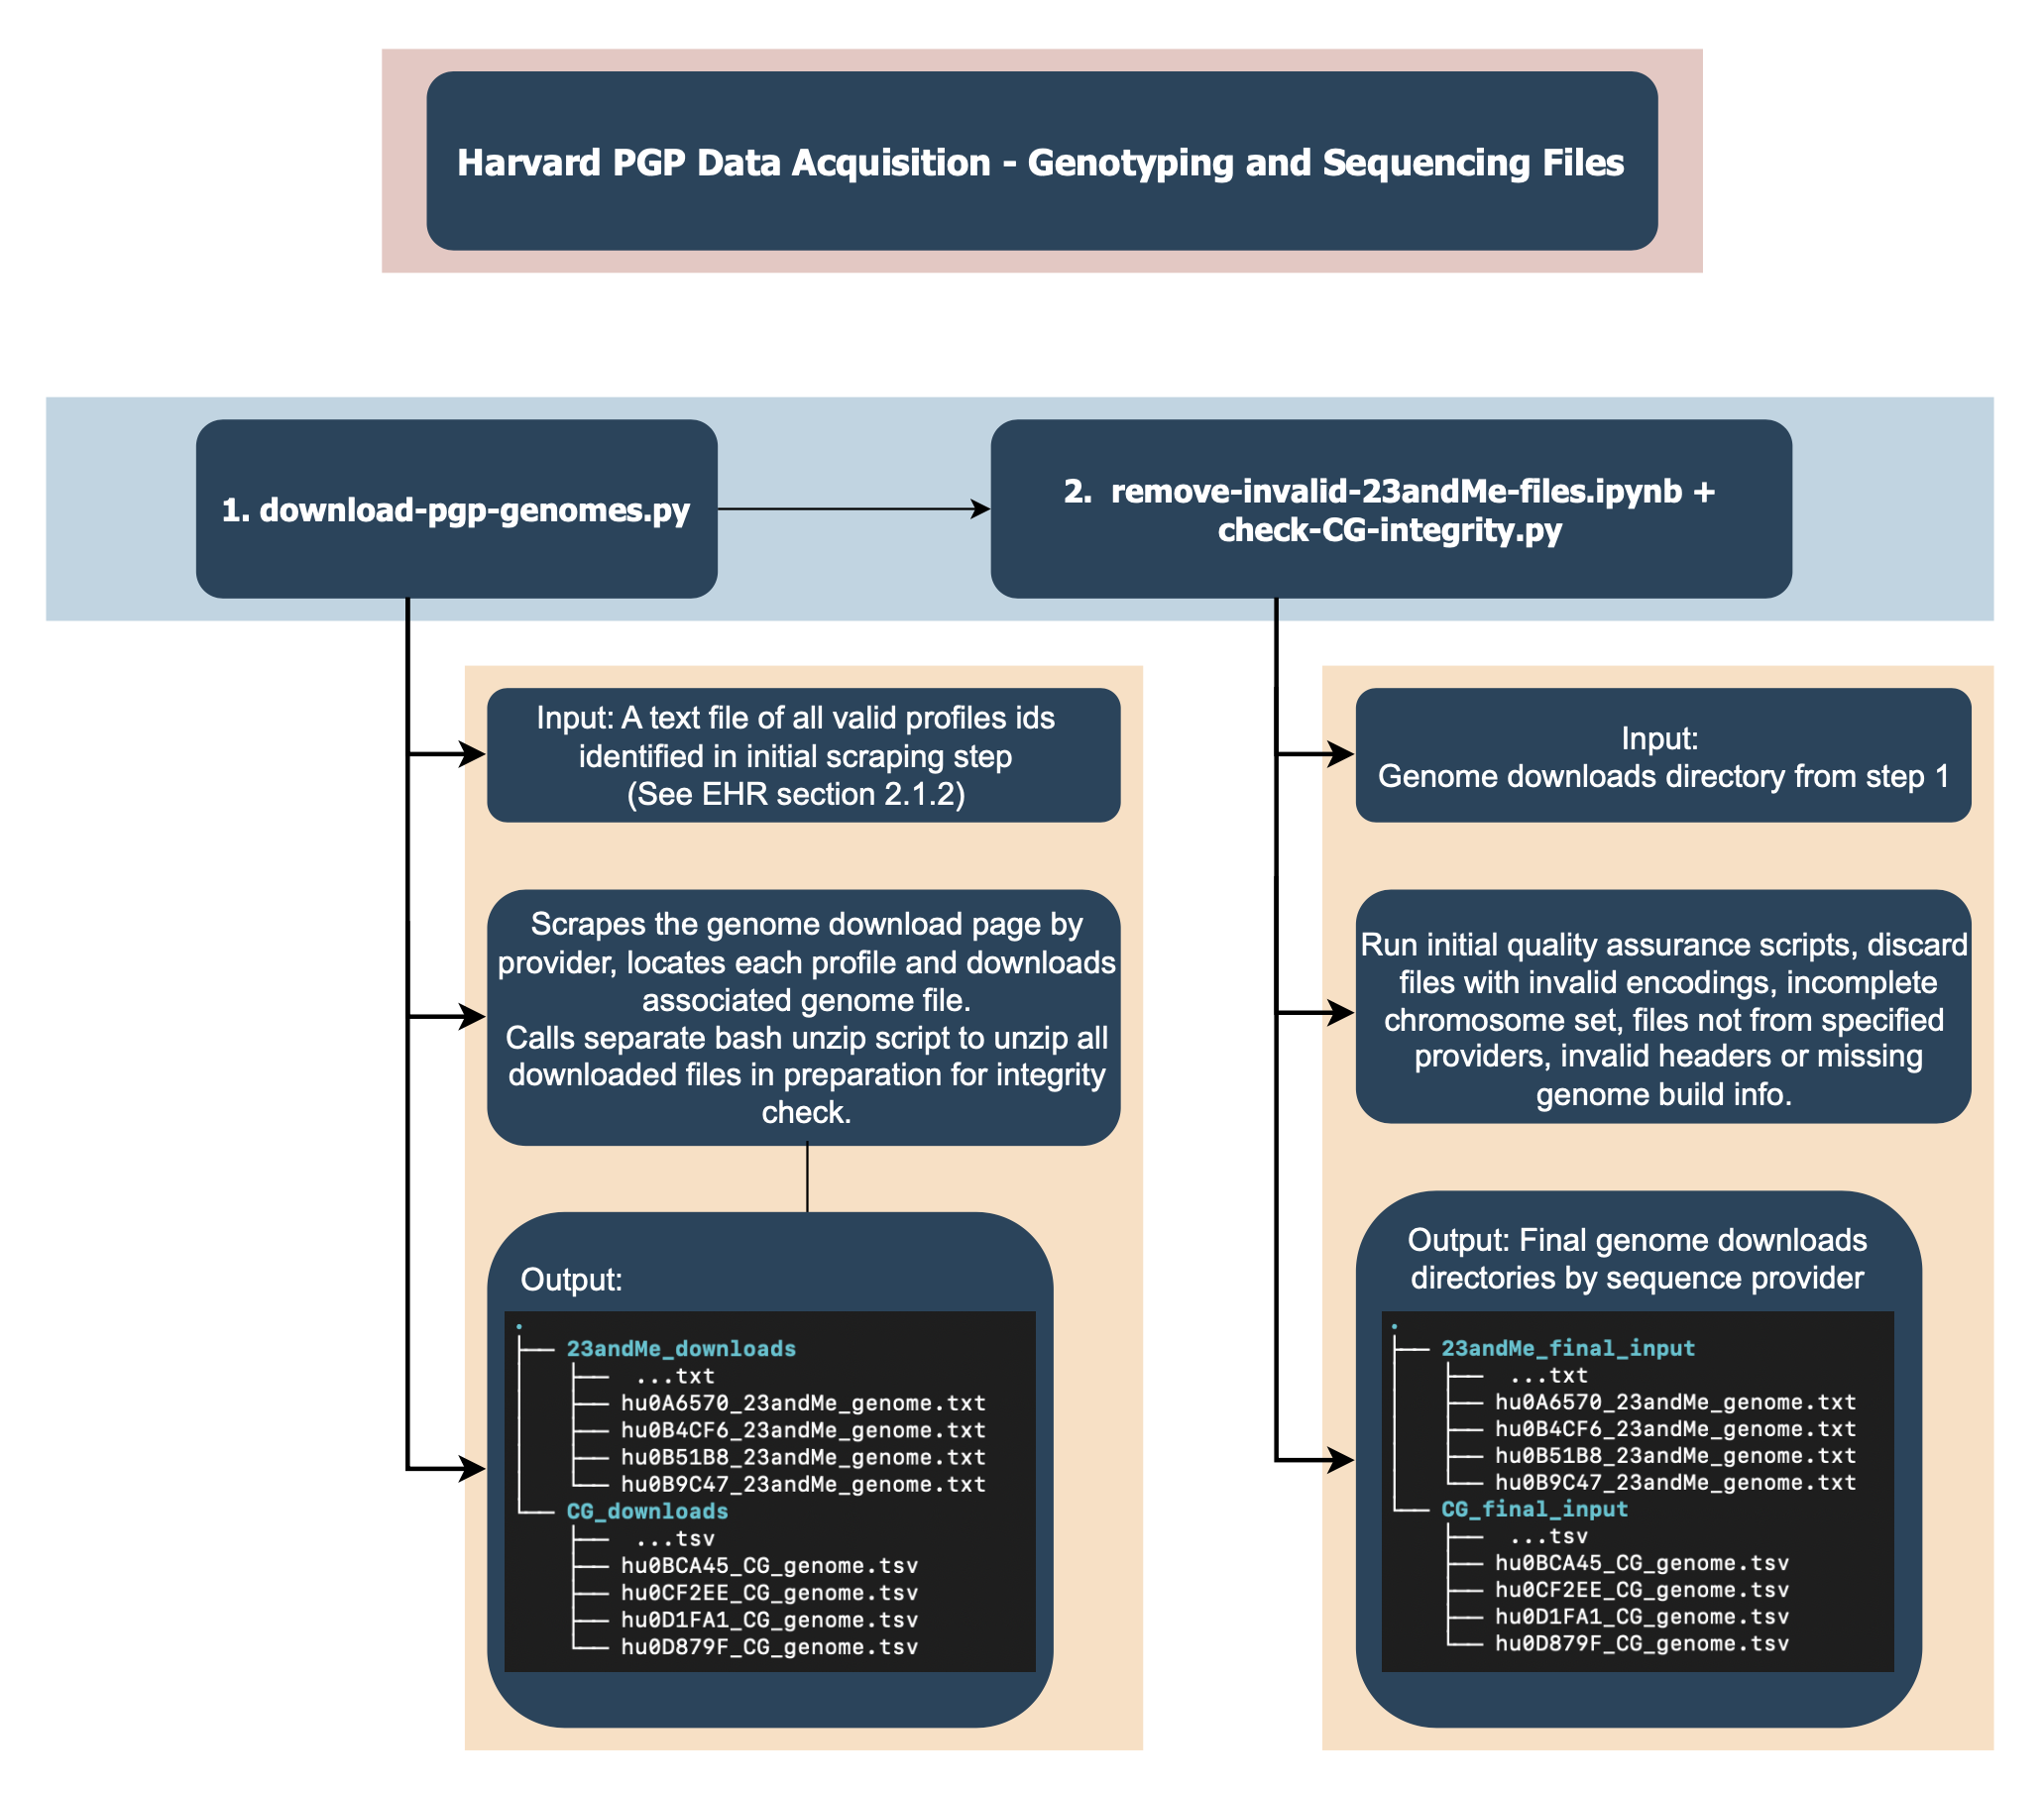 Harvard PGP Data Acquisition - Genotyping and Sequencing Files
1. download-pgp-genomes.py
2. remove-invalid-23andMe-files.ipynb +
check-CG-integrity.py
Input: A text file of all valid profiles ids
identified in initial scraping step
(See EHR section 2.1.2)
Scrapes the genome download page by
provider, locates each profile and downloads
associated genome file.
Calls separate bash unzip script to unzip all
downloaded files in preparation for integrity
check.
Output:
.
23andMe_downloads
...txt
hu0A6570_23andMe_genome.txt
hu0B4CF6_23andMe_genome.txt
hu0B51B8_23andMe_genome.txt
hu0B9C47_23andMe_genome.txt
CG_downloads
...tsv
hu0BCA45_CG_genome.tsv
hu0CF2EE_CG_genome.tsv
hu0D1FA1_CG_genome.tsv
hu0D879F_CG_genome.tsv
Input:
Genome downloads directory from step 1
Run initial quality assurance scripts, discard
files with invalid encodings, incomplete
chromosome set, files not from specified
providers, invalid headers or missing
genome build info.
Output: Final genome downloads
directories by sequence provider
.
23andMe_final_input
...txt
hu0A6570_23andMe_genome.txt
hu0B4CF6_23andMe_genome.txt
hu0B51B8_23andMe_genome.txt
hu0B9C47_23andMe_genome.txt
CG_final_input
...tsv
hu0BCA45_CG_genome.tsv
hu0CF2EE_CG_genome.tsv
hu0D1FA1_CG_genome.tsv
hu0D879F_CG_genome.tsv